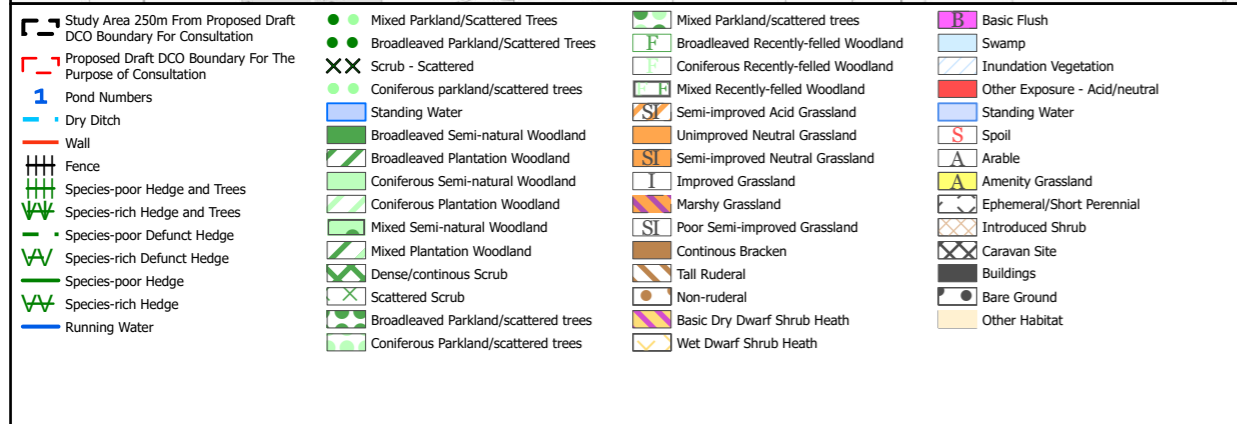 Study Area 250m From Proposed Draft
DCO Boundary For Consultation
Proposed Draft DCO Boundary For The
Purpose of Consultation
1 Pond Numbers
Dry Ditch
Wall
Fence
Species-poor Hedge and Trees
Species-rich Hedge and Trees
Species-poor Defunct Hedge
Species-rich Defunct Hedge
Species-poor Hedge
Species-rich Hedge
Running Water
Mixed Parkland/Scattered Trees
Broadleaved Parkland/Scattered Trees
Scrub - Scattered
Coniferous parkland/scattered trees
Standing Water
Broadleaved Semi-natural Woodland
Broadleaved Plantation Woodland
Coniferous Semi-natural Woodland
Coniferous Plantation Woodland
Mixed Semi-natural Woodland
Mixed Plantation Woodland
Dense/continous Scrub
Scattered Scrub
Broadleaved Parkland/scattered trees
Coniferous Parkland/scattered trees
Mixed Parkland/scattered trees
F Broadleaved Recently-felled Woodland
F Coniferous Recently-felled Woodland
F F Mixed Recently-felled Woodland
SI Semi-improved Acid Grassland
Unimproved Neutral Grassland
SI Semi-improved Neutral Grassland
I Improved Grassland
Marshy Grassland
SI Poor Semi-improved Grassland
Continous Bracken
Tall Ruderal
Non-ruderal
Basic Dry Dwarf Shrub Heath
Wet Dwarf Shrub Heath
B Basic Flush
Swamp
Inundation Vegetation
Other Exposure - Acid/neutral
Standing Water
S Spoil
A Arable
A Amenity Grassland
Ephemeral/Short Perennial
Introduced Shrub
Caravan Site
Buildings
Bare Ground
Other Habitat